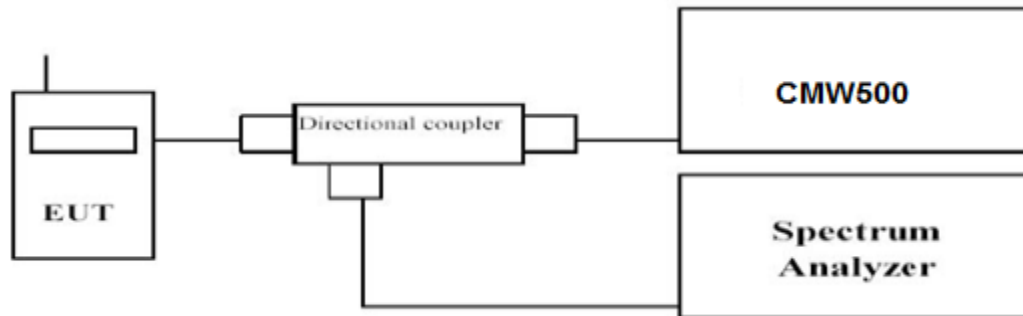 CMW500
Directional coupler
EUT
Spectrum
Analyzer